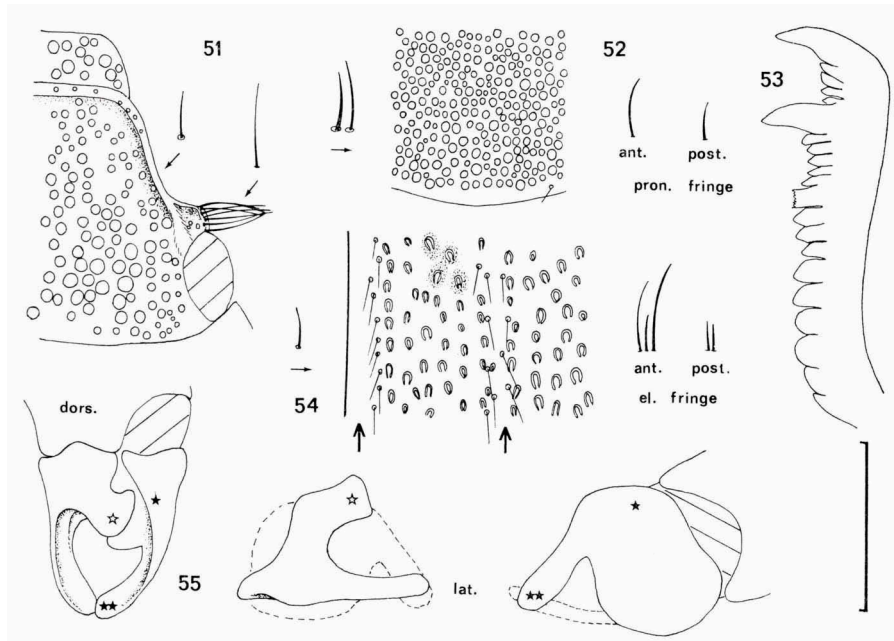 51
52
53
ant. post.
pron. fringe
ant. post.
el. fringe
54
dors.
55
lat.